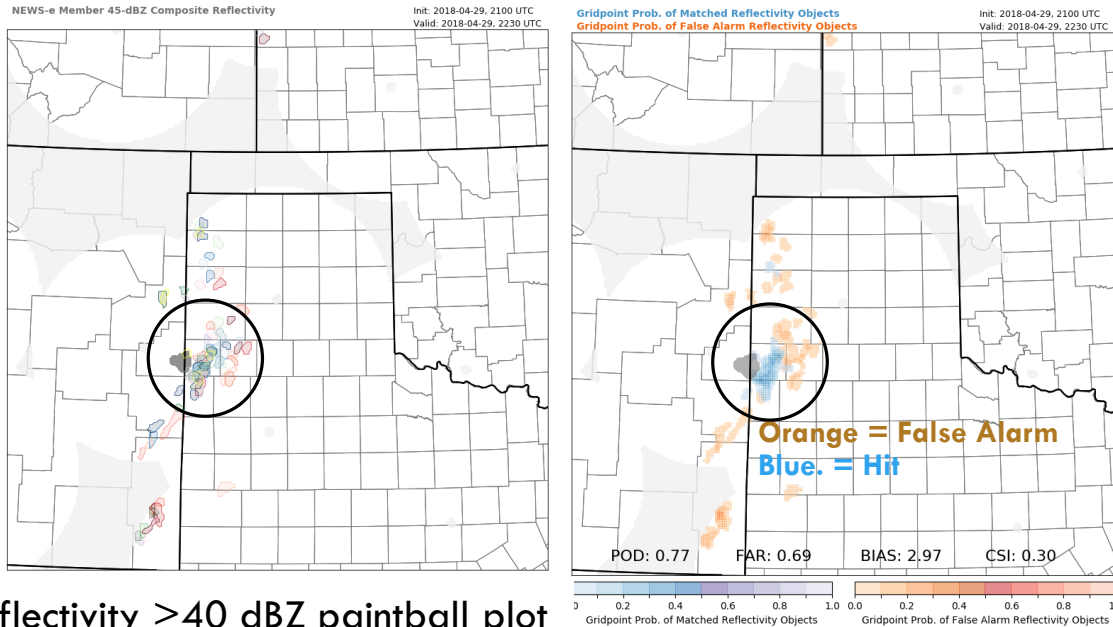 NEWS-e Member 45-dBZ Composite Reflectivity
Init: 2018-04-29, 2100 UTC
Valid: 2018-04-29, 2230 UTC
Gridpoint Prob. of Matched Reflectivity Objects
Gridpoint Prob. of False Alarm Reflectivity Objects
Init: 2018-04-29, 2100 UTC
Valid: 2018-04-29, 2230 UTC
Orange = False Alarm
Blue. = Hit
POD: 0.77 FAR: 0.69 BIAS: 2.97 CSI: 0.30
0.2 0.4 0.6 0.8 1.0
Gridpoint Prob. of Matched Reflectivity Objects
0.0 0.2 0.4 0.6 0.8
Gridpoint Prob. of False Alarm Reflectivity Objects
flectivity >40 dBZ paintball plot